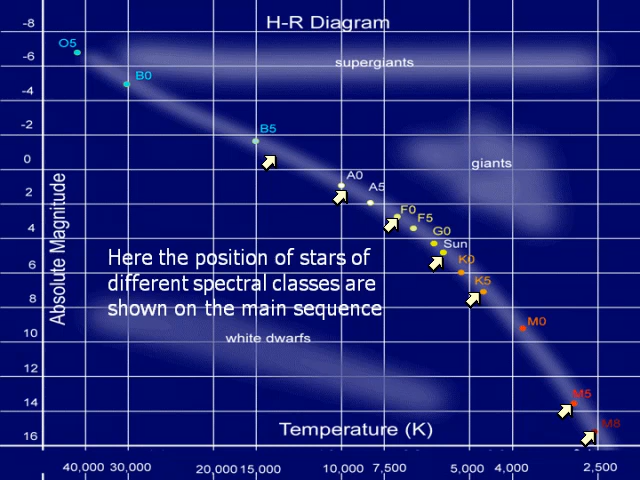 H-R Diagram
-8
O5
-6
supergiants
B0
-4
-2
B5
0
giants
A0
A5
2
F0
F5
4
G0
Sun
Absolute Magnitude
Here the position of stars of
different spectral classes are
shown on the main sequence
K0
6
K5
8
M0
10
white dwarfs
12
M5
14
M8
Temperature (K)
16
40,000 30,000 20,000 15,000 10,000 7,500 5,000 4,000 2,500